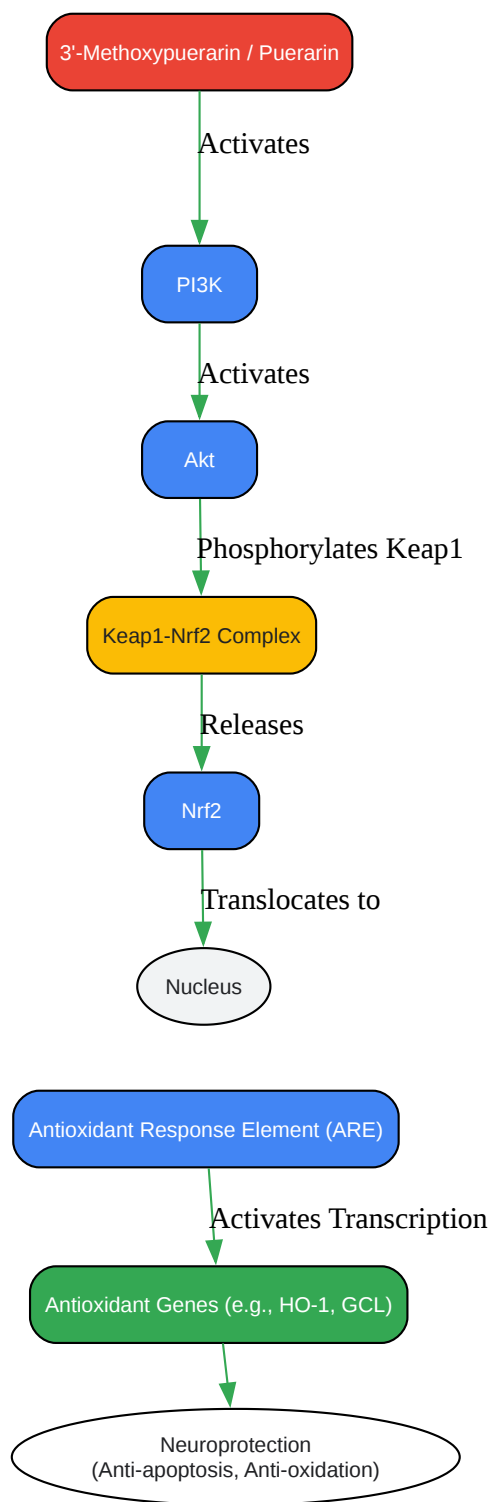 3'-Methoxypuerarin / Puerarin
Activates
PI3K
Activates
Akt
Phosphorylates Keap1
Keap1-Nrf2 Complex
Releases
Nrf2
Translocates to
Nucleus
Antioxidant Response Element (ARE)
Activates Transcription
Antioxidant Genes (e.g., HO-1, GCL)
Neuroprotection
(Anti-apoptosis, Anti-oxidation)